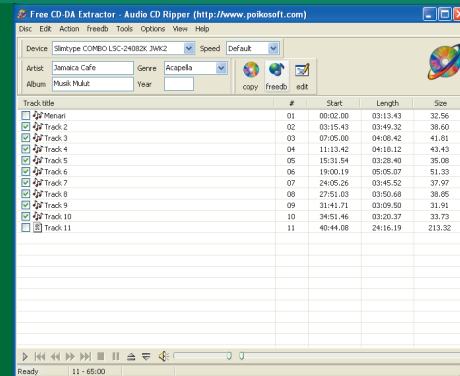 Free CD-DA Extractor - Audio CD Ripper (http://www.poikosoft.com)
Disc Edit Action freedb Tools Options View Help
Device Slimtype COMBO LSC-24082K JWK2 Speed Default
Artist Jamaica Cafe Genre Acapella
Album Musik Mulut Year
copy freedb edit
Track title # Start Length Size
Menari 01 00:02.00 03:13.43 32.56
Track 2 02 03:15.43 03:49.32 38.60
Track 3 03 07:05.00 04:08.42 41.81
Track 4 04 11:13.42 04:18.12 43.43
Track 5 05 15:31.54 03:28.40 35.08
Track 6 06 19:00.19 05:05.07 51.33
Track 7 07 24:05.26 03:45.52 37.97
Track 8 08 27:51.03 03:50.68 38.85
Track 9 09 31:41.71 03:09.50 31.91
Track 10 10 34:51.46 03:20.37 33.73
Track 11 11 40:44.08 24:16.19 213.32
Ready 11 - 65:00